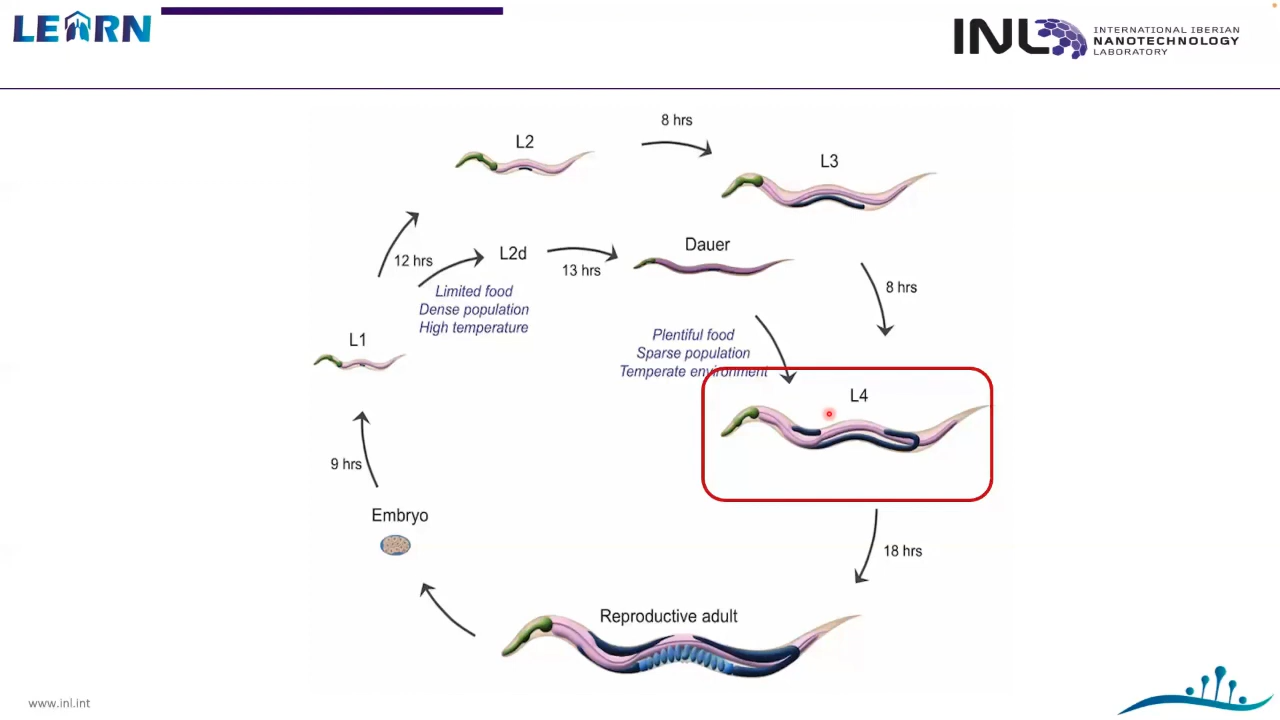 LEARN
INL
INTERNATIONAL IBERIAN
NANOTECHNOLOGY
LABORATORY
8 hrs
L2
L3
12 hrs
L2d
13 hrs
Dauer
Limited food
Dense population
High temperature
8 hrs
L1
Plentiful food
Sparse population
Temperate environment
L4
9 hrs
Embryo
18 hrs
Reproductive adult
www.inl.int